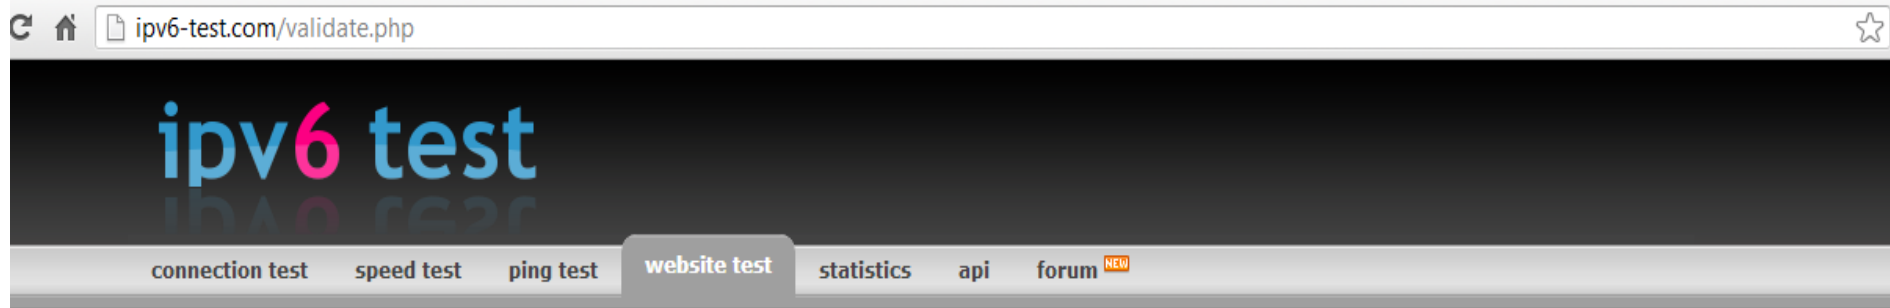 ipv6-test.com/validate.php
ipv6 test
connection test speed test ping test website test statistics api forum NEW